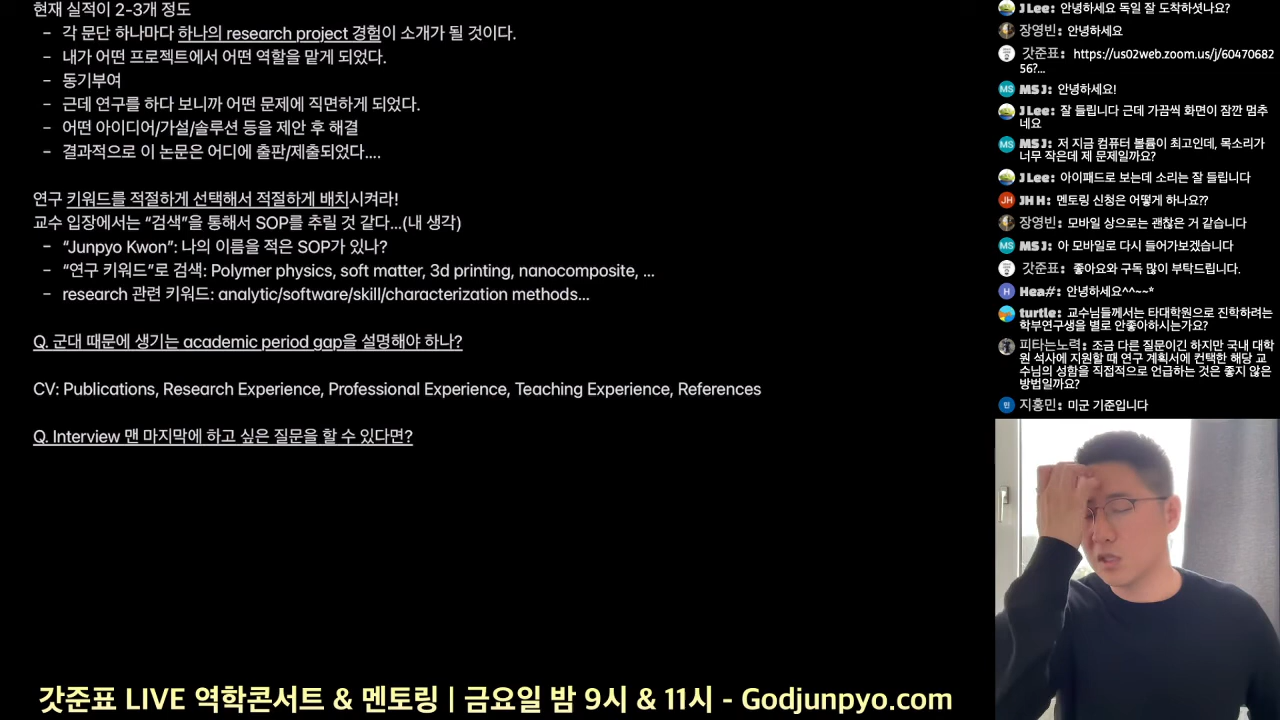 현재 실적이 2-3개 정도
- 각 문단 하나마다 하나의 research project 경험이 소개가 될 것이다.
- 내가 어떤 프로젝트에서 어떤 역할을 맡게 되었다.
- 동기부여
- 근데 연구를 하다 보니까 어떤 문제에 직면하게 되었다.
- 어떤 아이디어/가설/솔루션 등을 제안 후 해결
- 결과적으로 이 논문은 어디에 출판/제출되었다....
연구 키워드를 적절하게 선택해서 적절하게 배치시켜라!
교수 입장에서는 “검색”을 통해서 SOP를 추릴 것 같다...(내 생각)
- “Junpyo Kwon”: 나의 이름을 적은 SOP가 있나?
- “연구 키워드”로 검색: Polymer physics, soft matter, 3d printing, nanocomposite, ...
- research 관련 키워드: analytic/software/skill/characterization methods...
Q. 군대 때문에 생기는 academic period gap을 설명해야 하나?
CV: Publications, Research Experience, Professional Experience, Teaching Experience, References
Q. Interview 맨 마지막에 하고 싶은 질문을 할 수 있다면?
J Lee: 안녕하세요 독일 잘 도착하셧나요?
장영빈: 안녕하세요
갓준표: https://us02web.zoom.us/j/60470682
56?...
MS
MS J: 안녕하세요!
J Lee: 잘 들립니다 근데 가끔씩 화면이 잠깐 멈추
네요
MS
MS J: 저 지금 컴퓨터 볼륨이 최고인데, 목소리가
너무 작은데 제 문제일까요?
J Lee: 아이패드로 보는데 소리는 잘 들립니다
JH
JH H: 멘토링 신청은 어떻게 하나요??
장영빈: 모바일 상으로는 괜찮은 거 같습니다
MS
MS J: 아 모바일로 다시 들어가보겠습니다
갓준표: 좋아요와 구독 많이 부탁드립니다.
H
Hea#: 안녕하세요^^~~*
turtle: 교수님들께서는 타대학원으로 진학하려는
학부연구생을 별로 안좋아하시는가요?
피타는노력: 조금 다른 질문이긴 하지만 국내 대학
원 석사에 지원할 때 연구 계획서에 컨택한 해당 교
수님의 성함을 직접적으로 언급하는 것은 좋지 않은
방법일까요?
민
지홍민: 미군 기준입니다
갓준표 LIVE 역학콘서트 & 멘토링 | 금요일 밤 9시 & 11시 - Godjunpyo.com